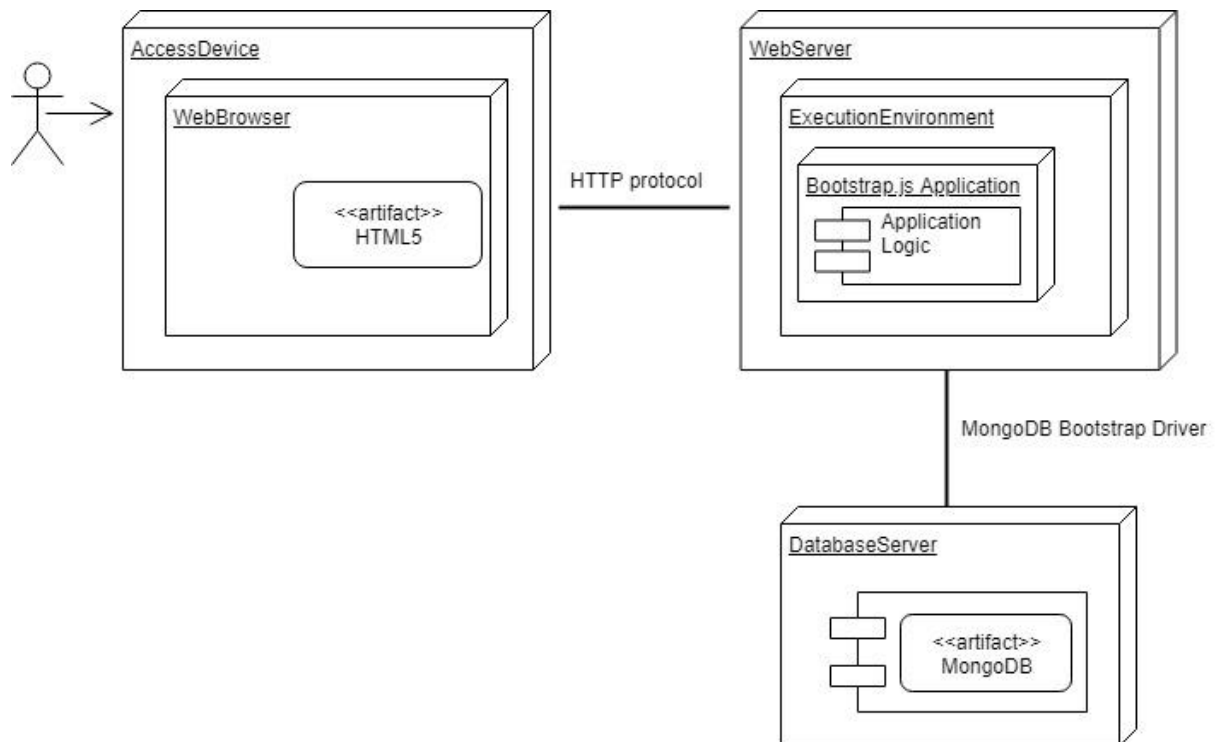 AccessDevice
WebBrowser
<<artifact>>
HTML5
HTTP protocol
WebServer
ExecutionEnvironment
Bootstrap.js Application
Application
Logic
MongoDB Bootstrap Driver
DatabaseServer
<<artifact>>
MongoDB